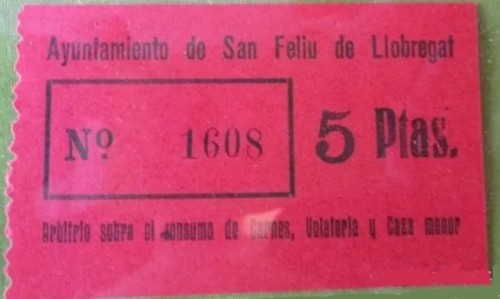 Ayuntamiento de San Feliu de Llobregat
Nº 1608
5 Ptas.
Arbitrio sobre el consumo de Carnes, Volatería y Caza menor